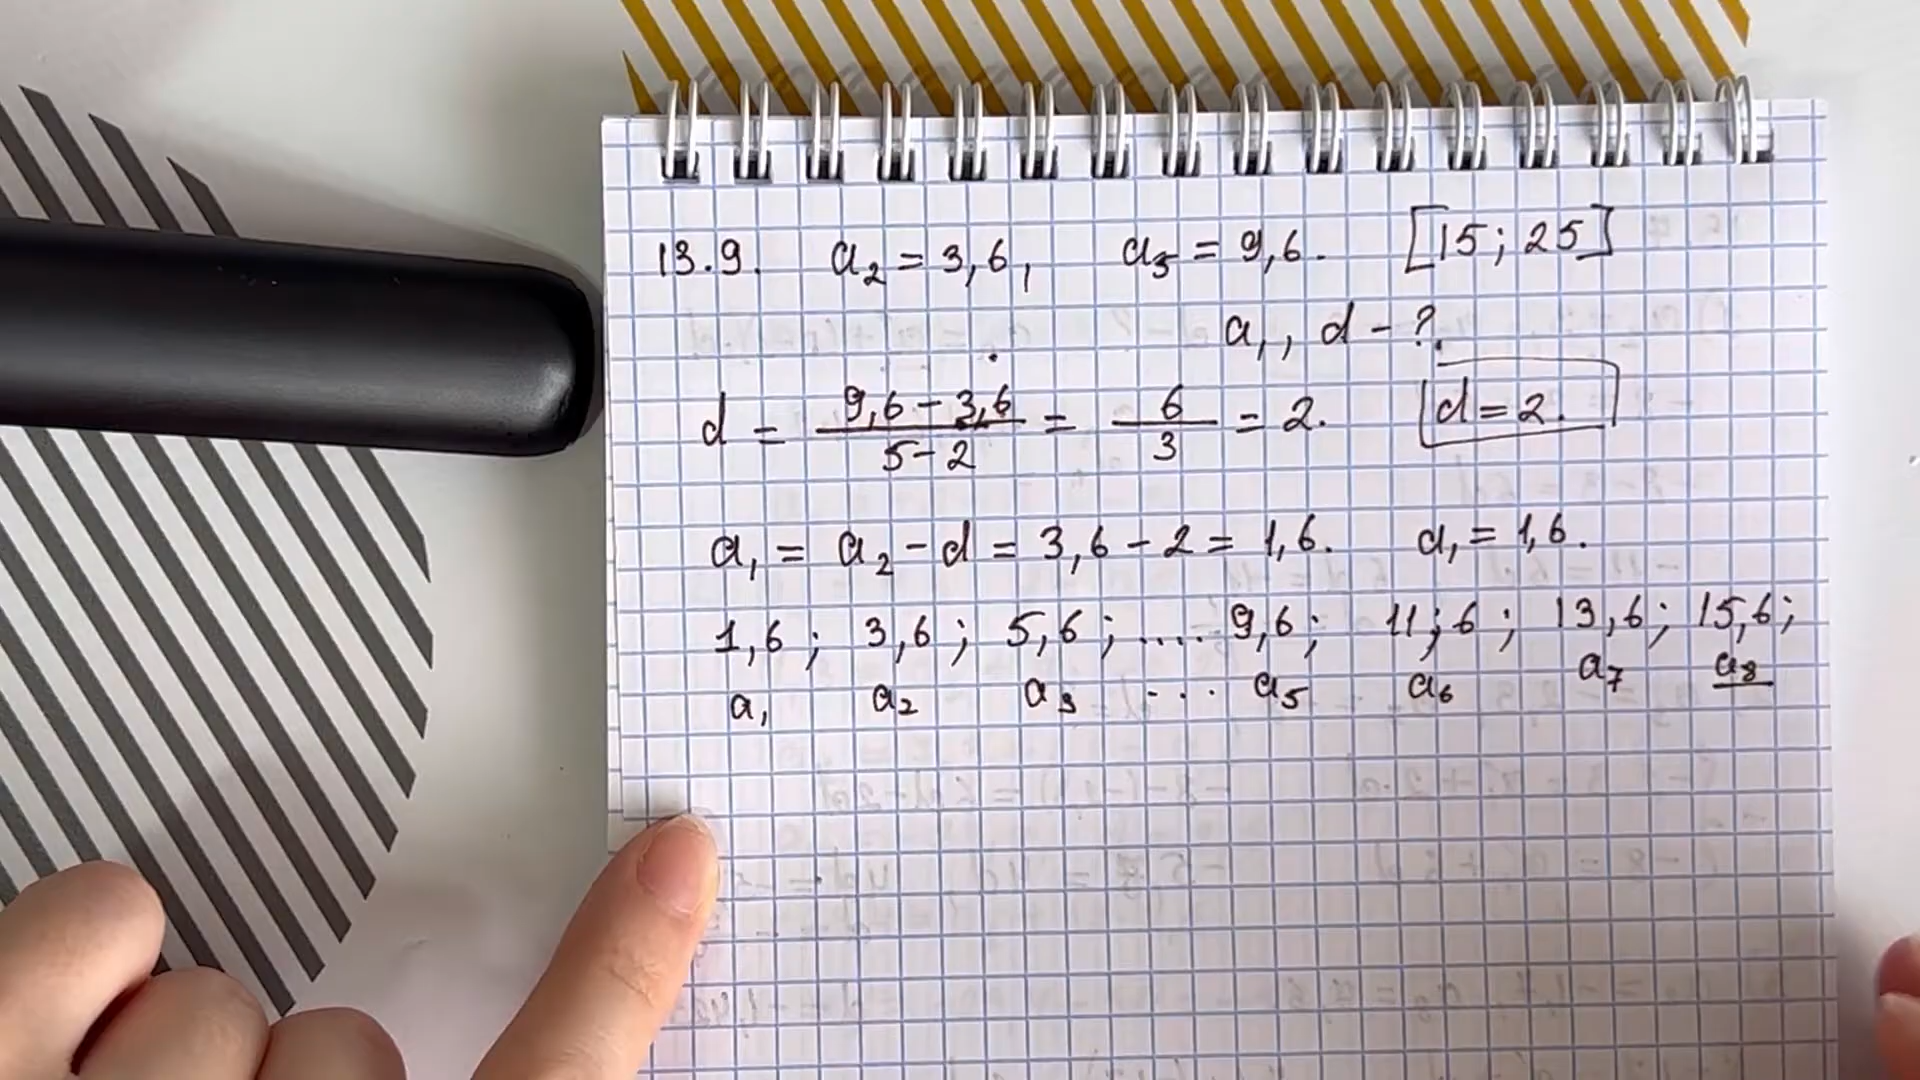 13.9. a₂ = 3,6, a₅ = 9,6. [15; 25]
a₁, d - ?
d = (9,6 - 3,6)/(5 - 2) = 6/3 = 2. d = 2.
a₁ = a₂ - d = 3,6 - 2 = 1,6. a₁ = 1,6.
1,6; 3,6; 5,6; .... 9,6; 11;6; 13,6; 15,6;
a₁ a₂ a₃ ... a₅ a₆ a₇ a₈